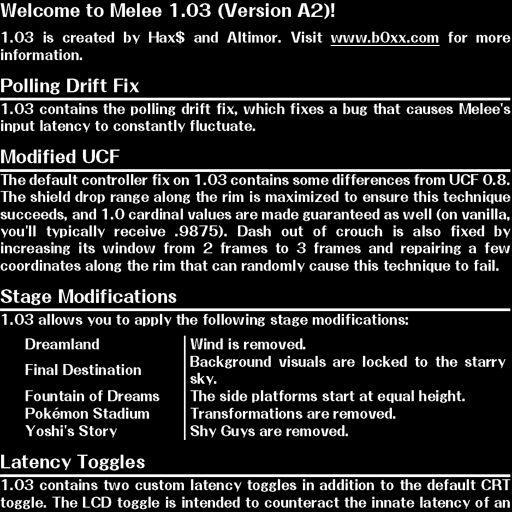 Welcome to Melee 1.03 (Version A2)!
1.03 is created by Hax$ and Altimor. Visit www.b0xx.com for more
information.
Polling Drift Fix
1.03 contains the polling drift fix, which fixes a bug that causes Melee's
input latency to constantly fluctuate.
Modified UCF
The default controller fix on 1.03 contains some differences from UCF 0.8.
The shield drop range along the rim is maximized to ensure this technique
succeeds, and 1.0 cardinal values are made guaranteed as well (on vanilla,
you'll typically receive .9875). Dash out of crouch is also fixed by
increasing its window from 2 frames to 3 frames and repairing a few
coordinates along the rim that can randomly cause this technique to fail.
Stage Modifications
1.03 allows you to apply the following stage modifications:
Dreamland Wind is removed.
Final Destination Background visuals are locked to the starry
sky.
Fountain of Dreams The side platforms start at equal height.
Pokémon Stadium Transformations are removed.
Yoshi's Story Shy Guys are removed.
Latency Toggles
1.03 contains two custom latency toggles in addition to the default CRT
toggle. The LCD toggle is intended to counteract the innate latency of an